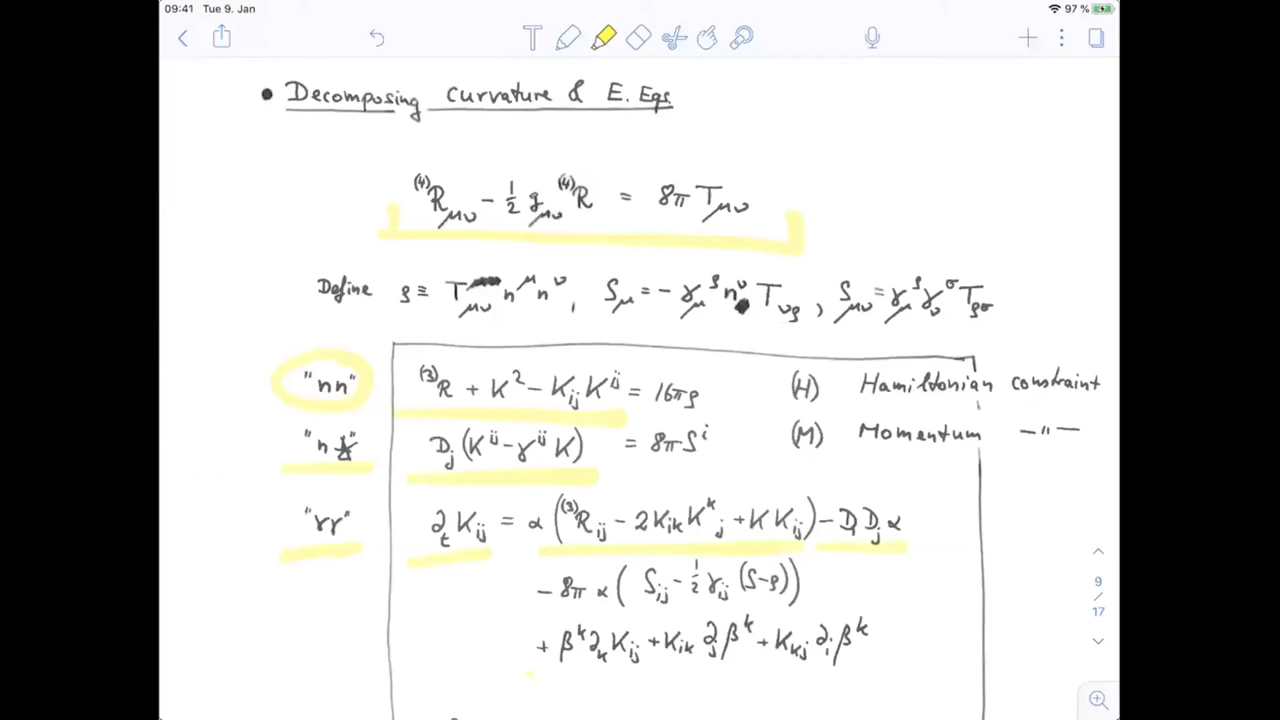 09:41 Tue 9. Jan 97 %
T
• Decomposing curvature & E. Eqs.
⁽⁴⁾R_μν − 1/2 g_μν ⁽⁴⁾R = 8π T_μν
Define ρ ≡ T_μν n^μ n^ν, S_μ = − γ_μ^ρ n^ν T_νρ, S_μν = γ_μ^ρ γ_ν^σ T_ρσ
"nn" ⁽³⁾R + K² − K_ij K^ij = 16πρ (H) Hamiltonian constraint
"nγ" D_j (K^ij − γ^ij K) = 8π S^i (M) Momentum —"—
"γγ" ∂_t K_ij = α (⁽³⁾R_ij − 2K_ik K^k_j + K K_ij) − D_i D_j α
− 8π α ( S_ij − 1/2 γ_ij (S−ρ))
+ β^k ∂_k K_ij + K_ik ∂_j β^k + K_kj ∂_i β^k
9
/
17